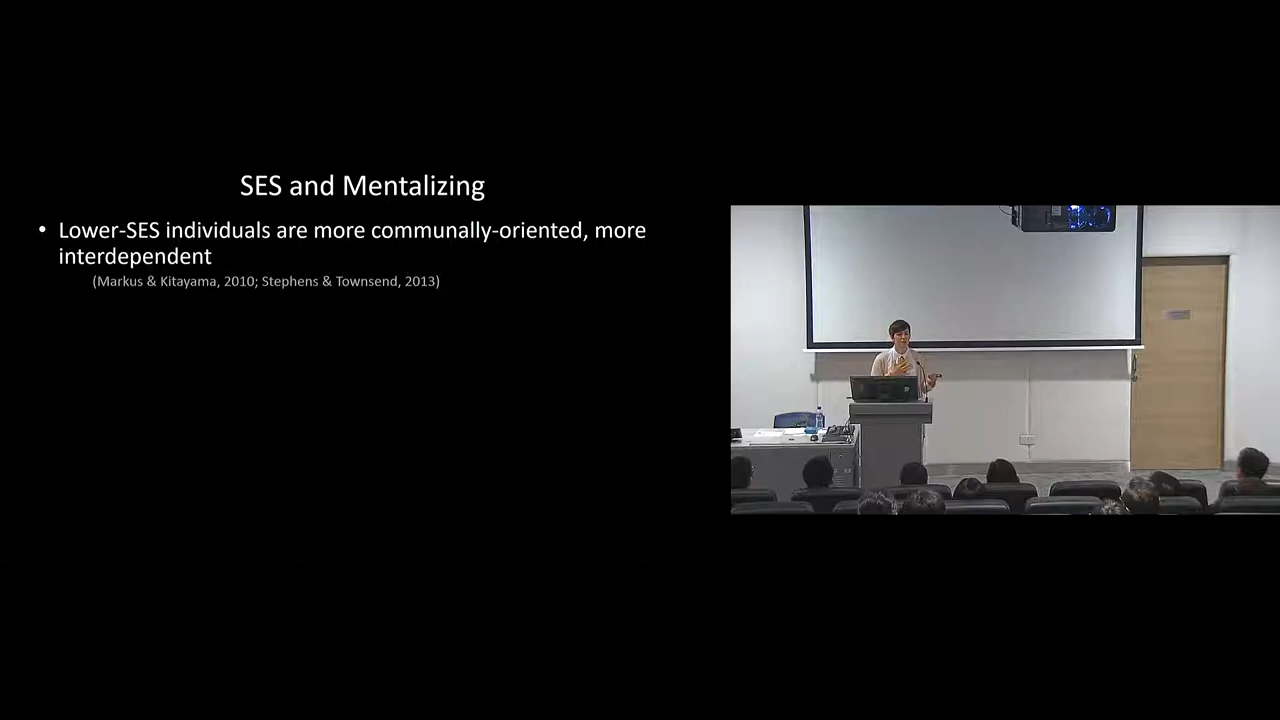 SES and Mentalizing
• Lower-SES individuals are more communally-oriented, more
interdependent
(Markus & Kitayama, 2010; Stephens & Townsend, 2013)